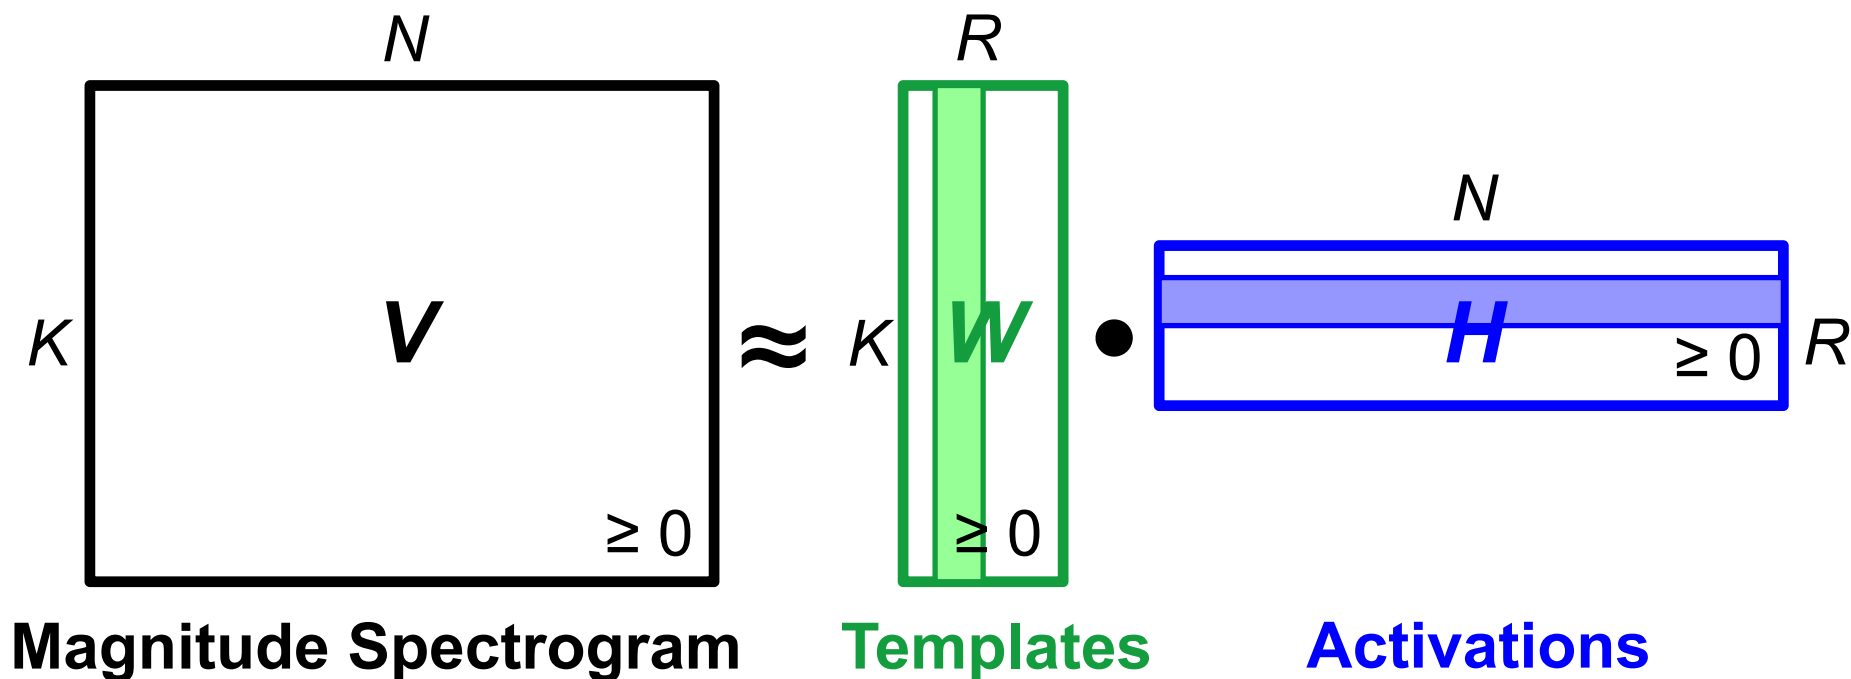 N
R
N
K
V
≈
K
W
•
H
≥ 0
R
≥ 0
≥ 0
Magnitude Spectrogram
Templates
Activations